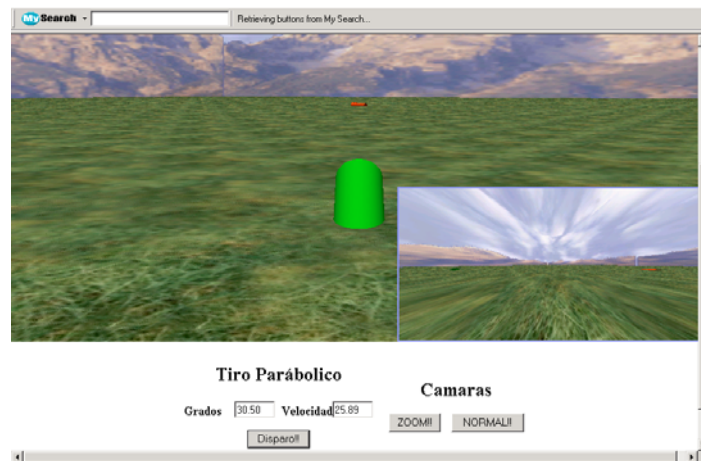 My Search Retrieving buttons from My Search...
Tiro Parábolico
Camaras
Grados 30.50 Velocidad 25.89
ZOOM!! NORMAL!!
Disparo!!